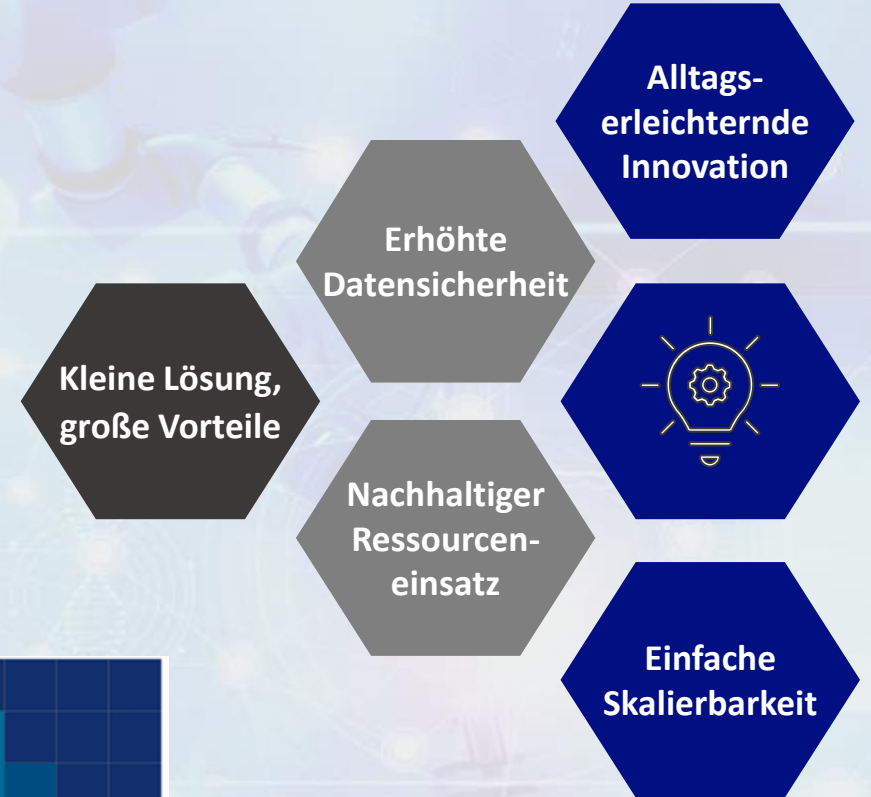 Alltags-
erleichternde
Innovation
Erhöhte
Datensicherheit
Kleine Lösung,
große Vorteile
Nachhaltiger
Ressourcen-
einsatz
Einfache
Skalierbarkeit